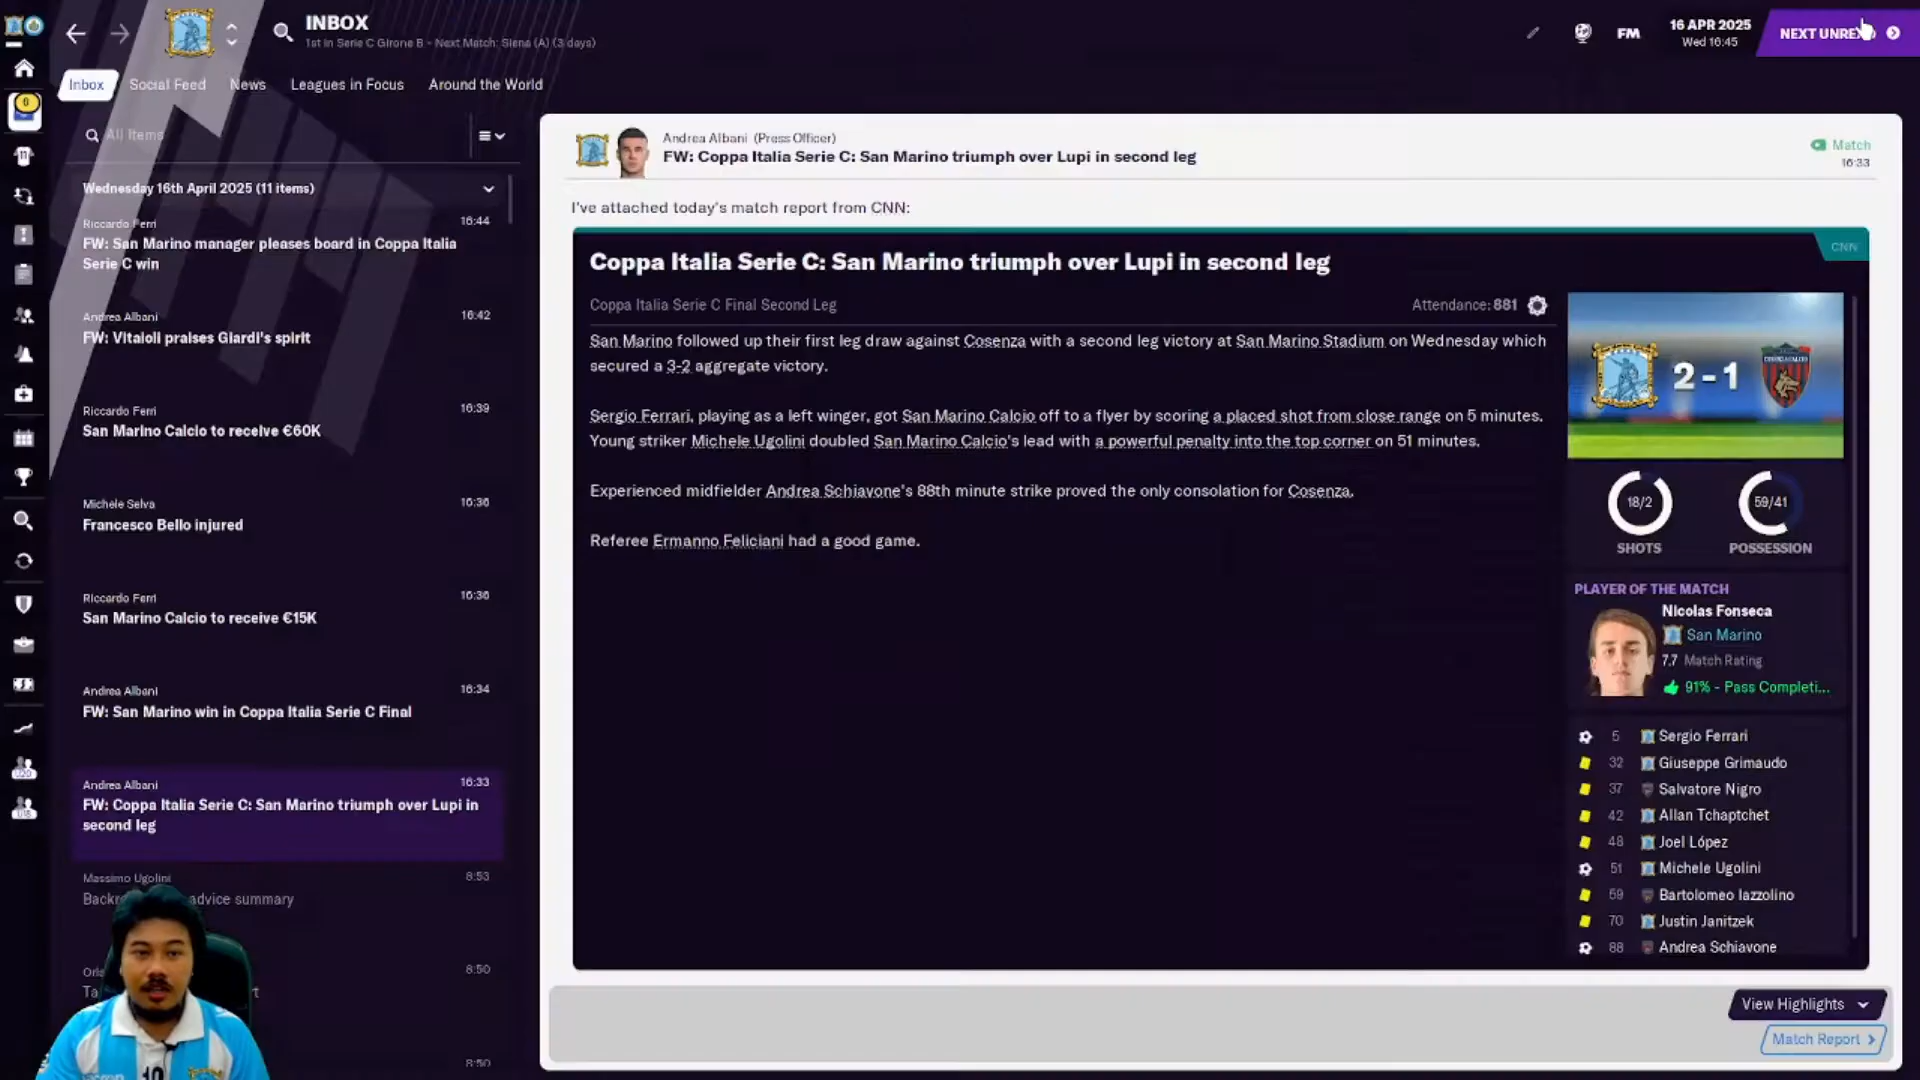 INBOX
1st in Serie C Girone B - Next Match: Siena (A) (3 days)
FM
16 APR 2025
Wed 16:45
Inbox
Social Feed
News
Leagues in Focus
Around the World
0
All Items
Wednesday 16th April 2025 (11 items)
Riccardo Ferri
16:44
FW: San Marino manager pleases board in Coppa Italia
Serie C win
Andrea Albani
16:42
FW: Vitaioli praises Giardi's spirit
Riccardo Ferri
16:39
San Marino Calcio to receive €60K
Michele Selva
16:36
Francesco Bello injured
Riccardo Ferri
16:36
San Marino Calcio to receive €15K
Andrea Albani
16:34
FW: San Marino win in Coppa Italia Serie C Final
Andrea Albani
16:33
FW: Coppa Italia Serie C: San Marino triumph over Lupi in
second leg
Massimo Ugolini
8:53
advice summary
8:50
8:50
Andrea Albani (Press Officer)
FW: Coppa Italia Serie C: San Marino triumph over Lupi in second leg
Match
16:33
I've attached today's match report from CNN:
CNN
Coppa Italia Serie C: San Marino triumph over Lupi in second leg
Coppa Italia Serie C Final Second Leg
Attendance: 881
San Marino followed up their first leg draw against Cosenza with a second leg victory at San Marino Stadium on Wednesday which
secured a 3-2 aggregate victory.
Sergio Ferrari, playing as a left winger, got San Marino Calcio off to a flyer by scoring a placed shot from close range on 5 minutes.
Young striker Michele Ugolini doubled San Marino Calcio's lead with a powerful penalty into the top corner on 51 minutes.
Experienced midfielder Andrea Schiavone's 88th minute strike proved the only consolation for Cosenza.
Referee Ermanno Feliciani had a good game.
2 - 1
18/2
SHOTS
59/41
POSSESSION
PLAYER OF THE MATCH
Nicolas Fonseca
San Marino
7.7 Match Rating
91% - Pass Completi...
5 Sergio Ferrari
32 Giuseppe Grimaudo
37 Salvatore Nigro
42 Allan Tchaptchet
48 Joel López
51 Michele Ugolini
59 Bartolomeo Iazzolino
70 Justin Janitzek
88 Andrea Schiavone
View Highlights
Match Report
NEXT
10